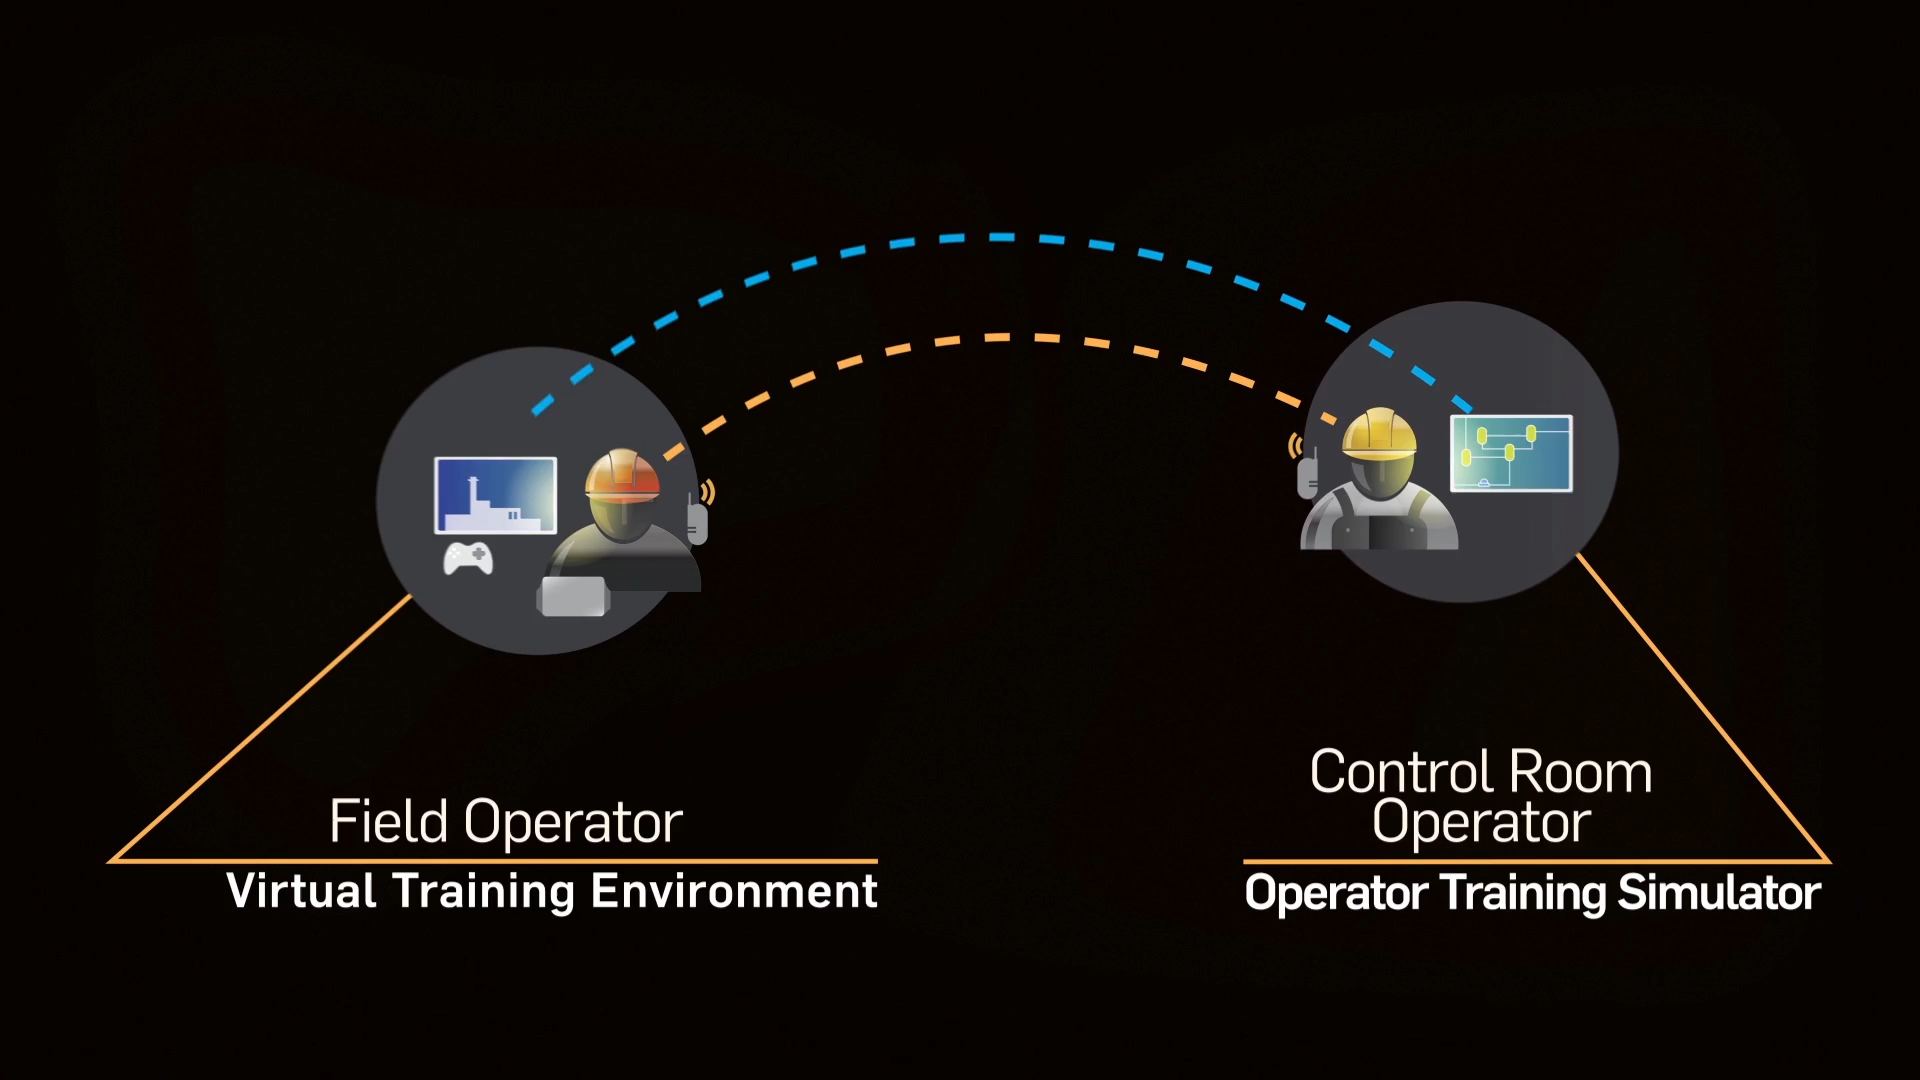 Field Operator
Virtual Training Environment
Control Room
Operator
Operator Training Simulator